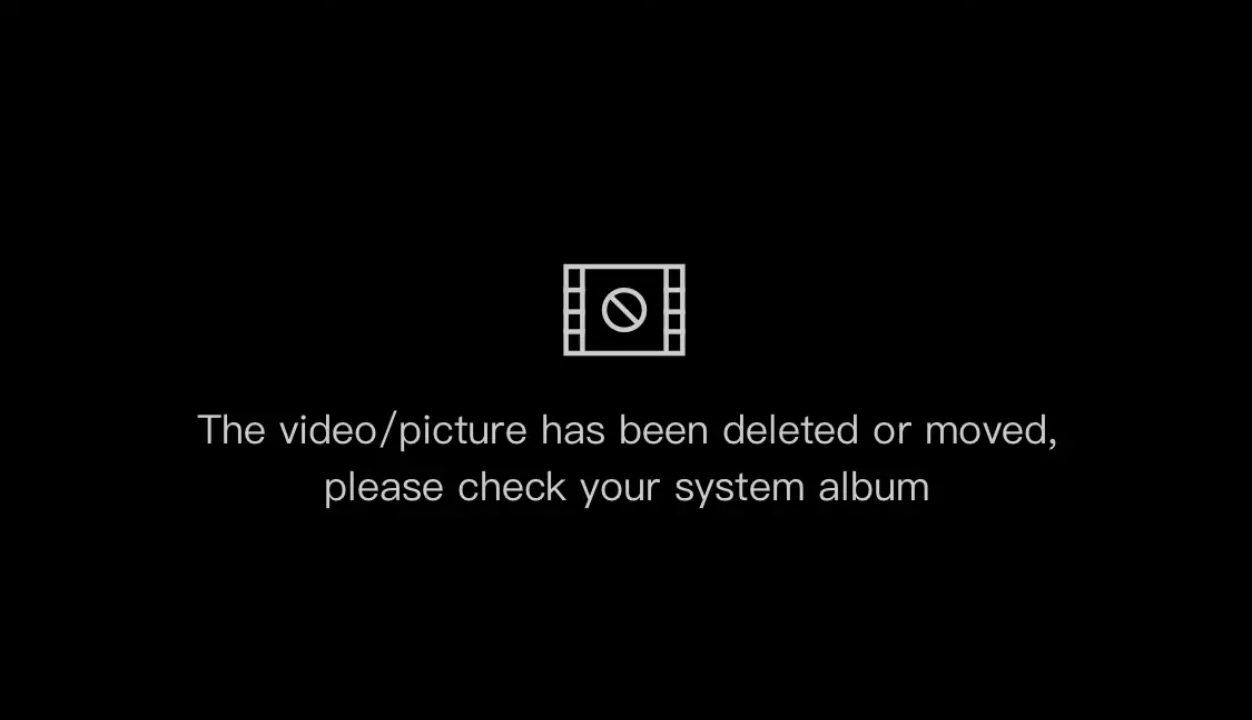 The video/picture has been deleted or moved,
please check your system album